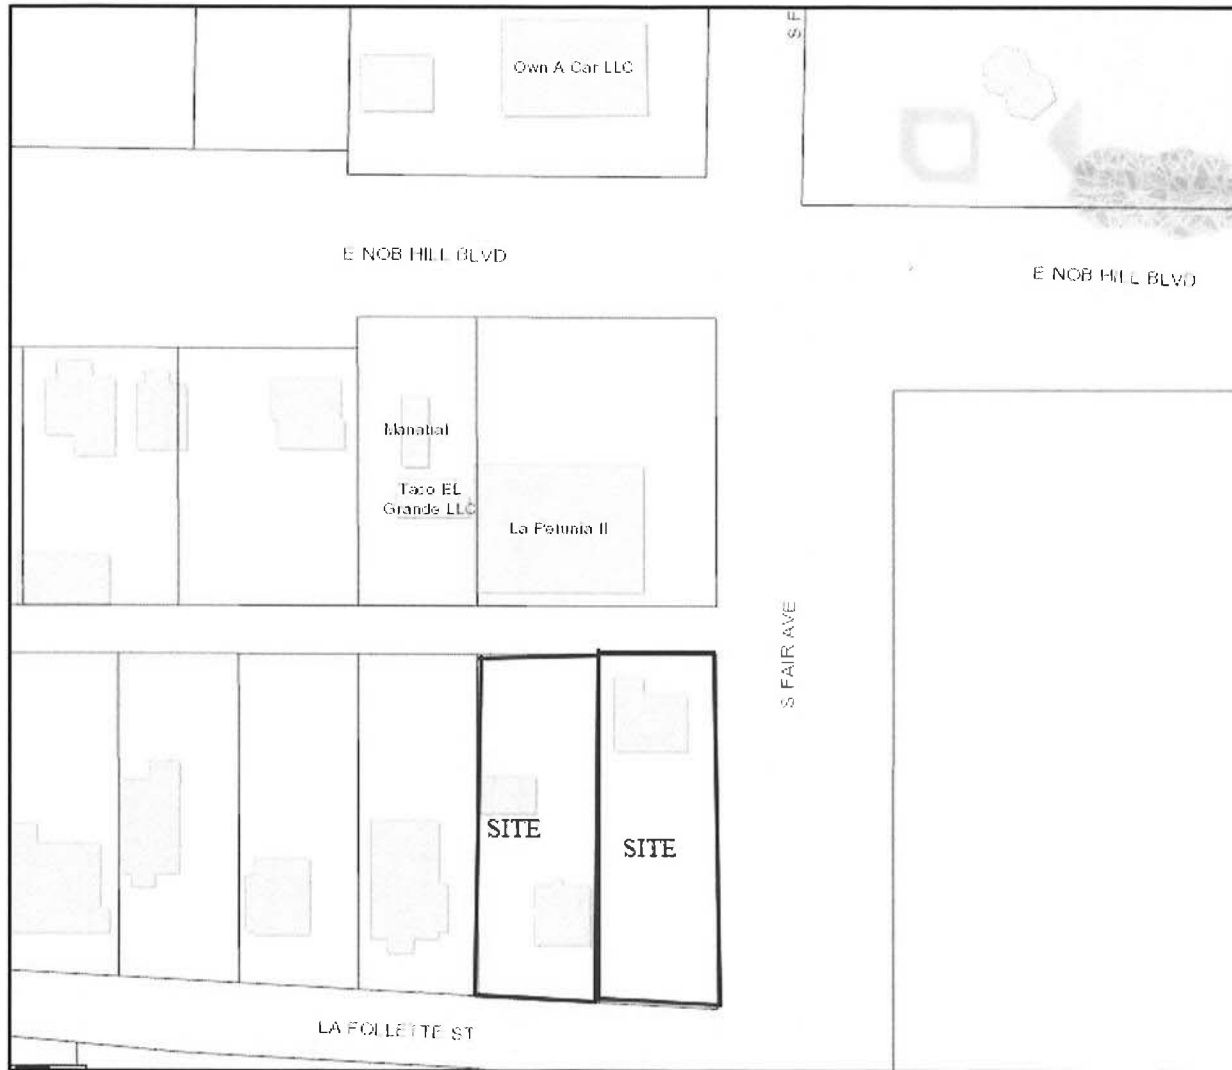 S F
Own A Car LLC
E NOB HILL BLVD
E NOB HILL BLVD
Manatial
Taco EL
Grande LLC
La Petunia II
S FAIR AVE
SITE
SITE
LA FOLLETTE ST